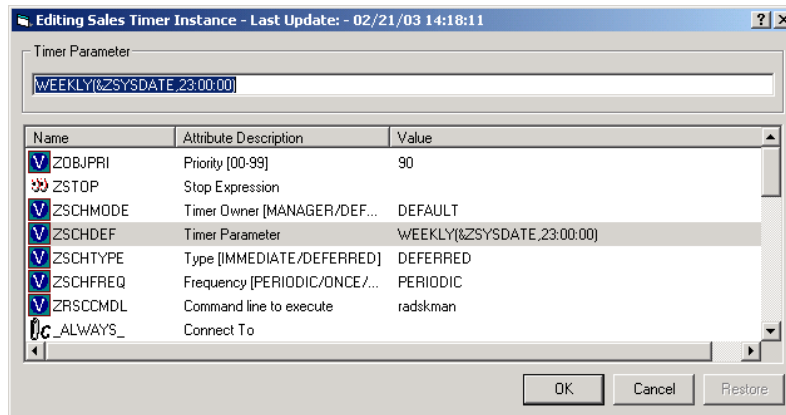 Editing Sales Timer Instance - Last Update: - 02/21/03 14:18:11
Timer Parameter
WEEKLY(&ZSYSDATE,23:00:00)
Name Attribute Description Value
V ZOBJPRI Priority [00-99] 90
ZSTOP Stop Expression
V ZSCHMODE Timer Owner [MANAGER/DEF... DEFAULT
V ZSCHDEF Timer Parameter WEEKLY(&ZSYSDATE,23:00:00)
V ZSCHTYPE Type [IMMEDIATE/DEFERRED] DEFERRED
V ZSCHFREQ Frequency [PERIODIC/ONCE/... PERIODIC
V ZRSCCMDL Command line to execute radskman
C _ALWAYS_ Connect To
OK Cancel Restore